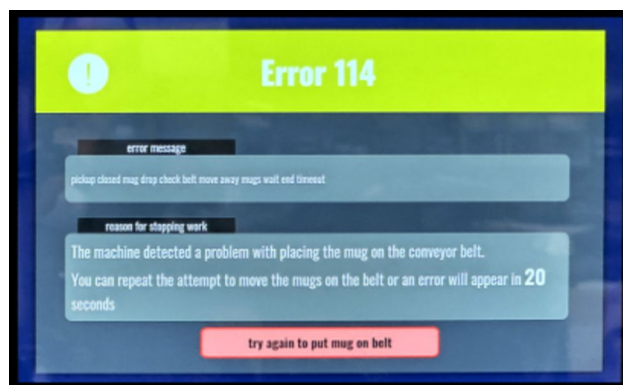 !
Error 114
error message
pickup closed mug drop check belt move away mugs wait end timeout
reason for stopping work
The machine detected a problem with placing the mug on the conveyor belt.
You can repeat the attempt to move the mugs on the belt or an error will appear in 20
seconds
try again to put mug on belt